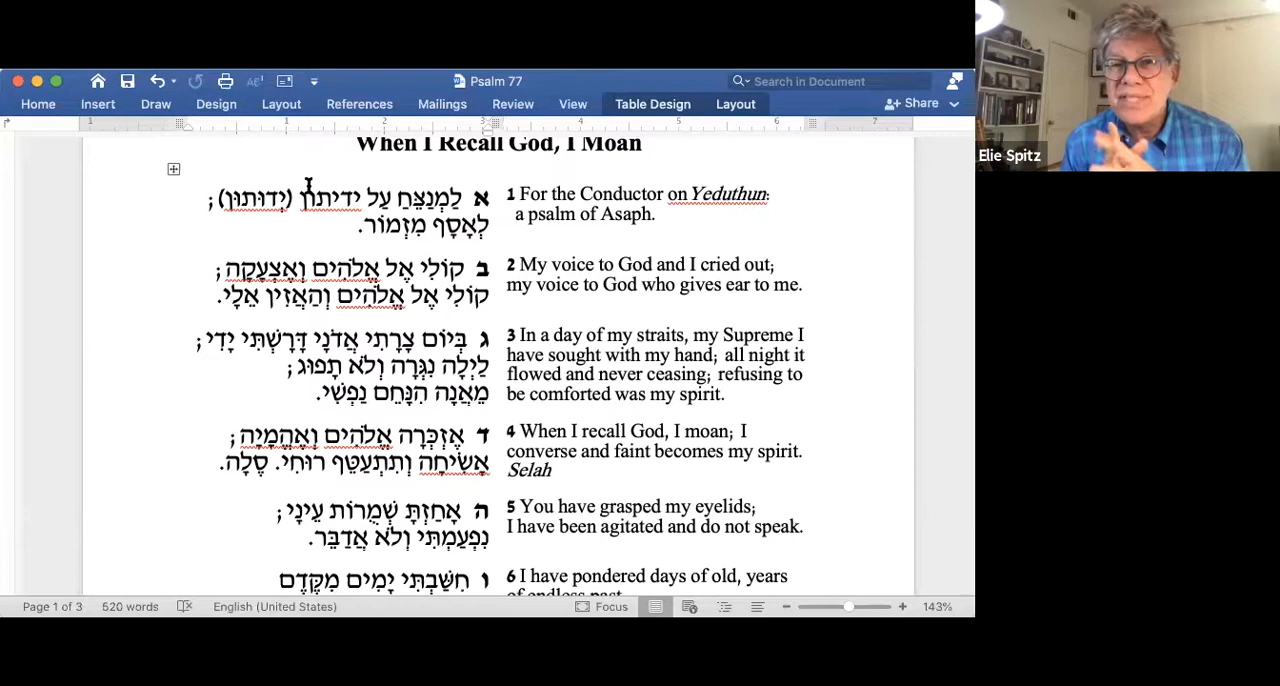 Psalm 77
Search in Document
Home Insert Draw Design Layout References Mailings Review View Table Design Layout Share
When I Recall God, I Moan
א לַמְנַצֵּחַ עַל ידיתון (יְדוּתוּן) ;
לְאָסָף מִזְמוֹר.
1 For the Conductor on Yeduthun:
a psalm of Asaph.
ב קוֹלִי אֶל אֱלֹהִים וְאֶצְעָקָה ;
קוֹלִי אֶל אֱלֹהִים וְהַאֲזִין אֵלָי.
2 My voice to God and I cried out;
my voice to God who gives ear to me.
ג בְּיוֹם צָרָתִי אֲדֹנָי דָּרָשְׁתִּי יָדִי ;
לַיְלָה נִגְּרָה וְלֹא תָפוּג ;
מֵאֲנָה הִנָּחֵם נַפְשִׁי.
3 In a day of my straits, my Supreme I
have sought with my hand; all night it
flowed and never ceasing; refusing to
be comforted was my spirit.
ד אֶזְכְּרָה אֱלֹהִים וְאֶהֱמָיָה ;
אָשִׂיחָה וְתִתְעַטֵּף רוּחִי. סֶלָה.
4 When I recall God, I moan; I
converse and faint becomes my spirit.
Selah
ה אָחַזְתָּ שְׁמֻרוֹת עֵינָי ;
נִפְעַמְתִּי וְלֹא אֲדַבֵּר.
5 You have grasped my eyelids;
I have been agitated and do not speak.
ו חִשַּׁבְתִּי יָמִים מִקֶּדֶם
6 I have pondered days of old, years
of endless past
Page 1 of 3 520 words English (United States) Focus 143%
Elie Spitz